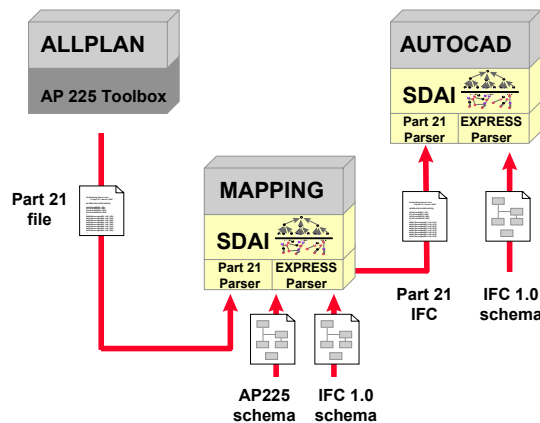 ALLPLAN
AP 225 Toolbox
AUTOCAD
SDAI
Part 21
Parser
EXPRESS
Parser
Part 21
file
MAPPING
SDAI
Part 21
Parser
EXPRESS
Parser
Part 21
IFC
IFC 1.0
schema
AP225
schema
IFC 1.0
schema